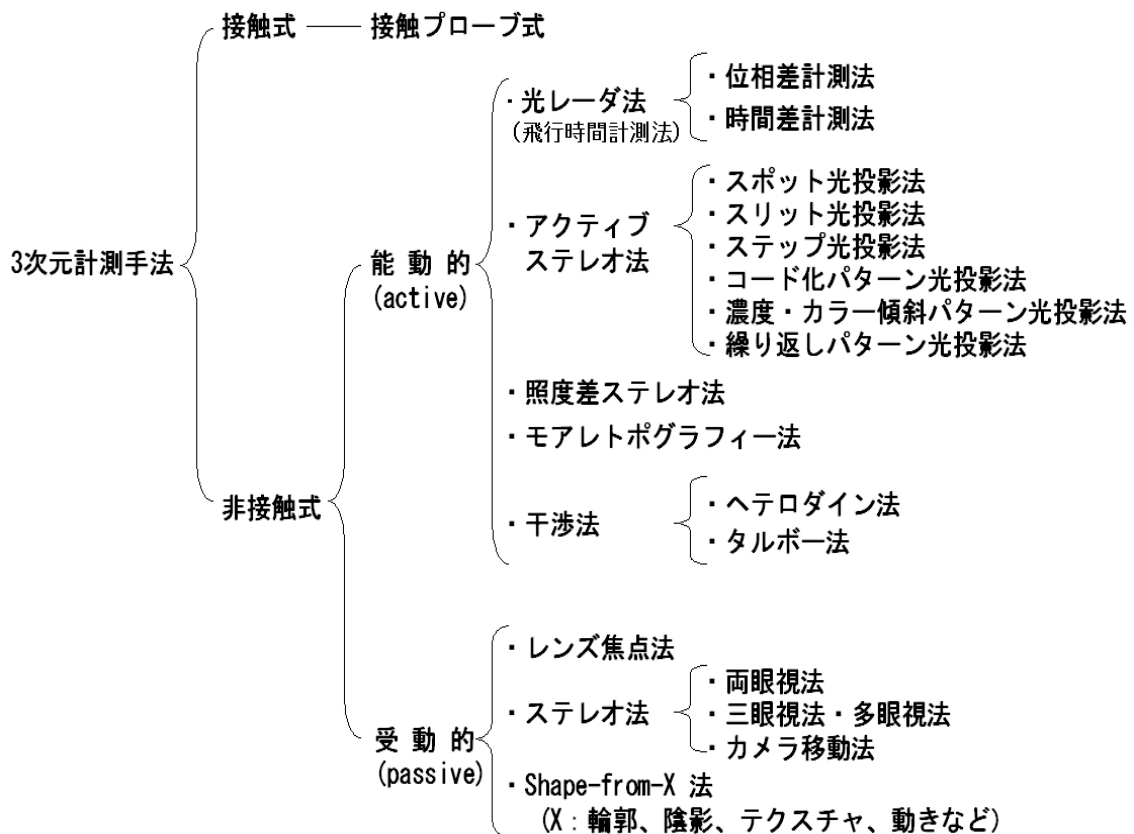 接触式 接触プローブ式
・位相差計測法
・光レーダ法
(飛行時間計測法)
・時間差計測法
・スポット光投影法
・スリット光投影法
・アクティブ
ステレオ法
・ステップ光投影法
3次元計測手法
能動的
(active)
・コード化パターン光投影法
・濃度・カラー傾斜パターン光投影法
・繰り返しパターン光投影法
・照度差ステレオ法
・モアレトポグラフィー法
非接触式
・干渉法
・ヘテロダイン法
・タルボー法
・レンズ焦点法
・ステレオ法
・両眼視法
・三眼視法・多眼視法
・カメラ移動法
受動的
(passive)
・Shape-from-X 法
(X:輪郭、陰影、テクスチャ、動きなど)